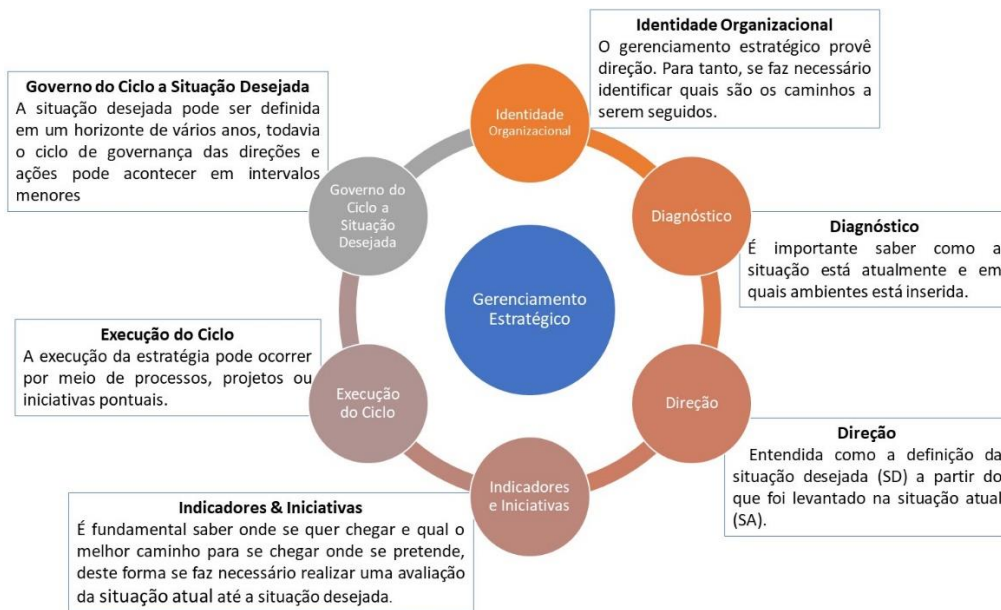 Identidade Organizacional
O gerenciamento estratégico provê
direção. Para tanto, se faz necessário
identificar quais são os caminhos a
serem seguidos.
Governo do Ciclo a Situação Desejada
A situação desejada pode ser definida
em um horizonte de vários anos, todavia
o ciclo de governança das direções e
ações pode acontecer em intervalos
menores
Identidade
Organizacional
Governo do
Ciclo a
Situação
Desejada
Diagnóstico
Diagnóstico
É importante saber como a
situação está atualmente e em
quais ambientes está inserida.
Gerenciamento
Estratégico
Execução do Ciclo
A execução da estratégia pode ocorrer
por meio de processos, projetos ou
iniciativas pontuais.
Execução
do Ciclo
Direção
Direção
Entendida como a definição da
situação desejada (SD) a partir do
que foi levantado na situação atual
(SA).
Indicadores
e Iniciativas
Indicadores & Iniciativas
É fundamental saber onde se quer chegar e qual o
melhor caminho para se chegar onde se pretende,
deste forma se faz necessário realizar uma avaliação
da situação atual até a situação desejada.